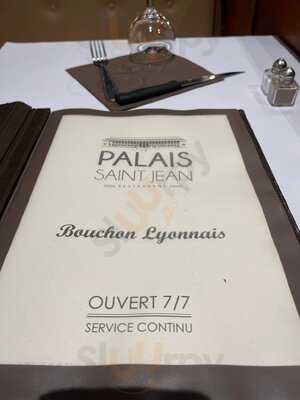 PALAIS
SAINT JEAN
RESTAURANT
Bouchon Lyonnais
OUVERT 7/7
SERVICE CONTINU